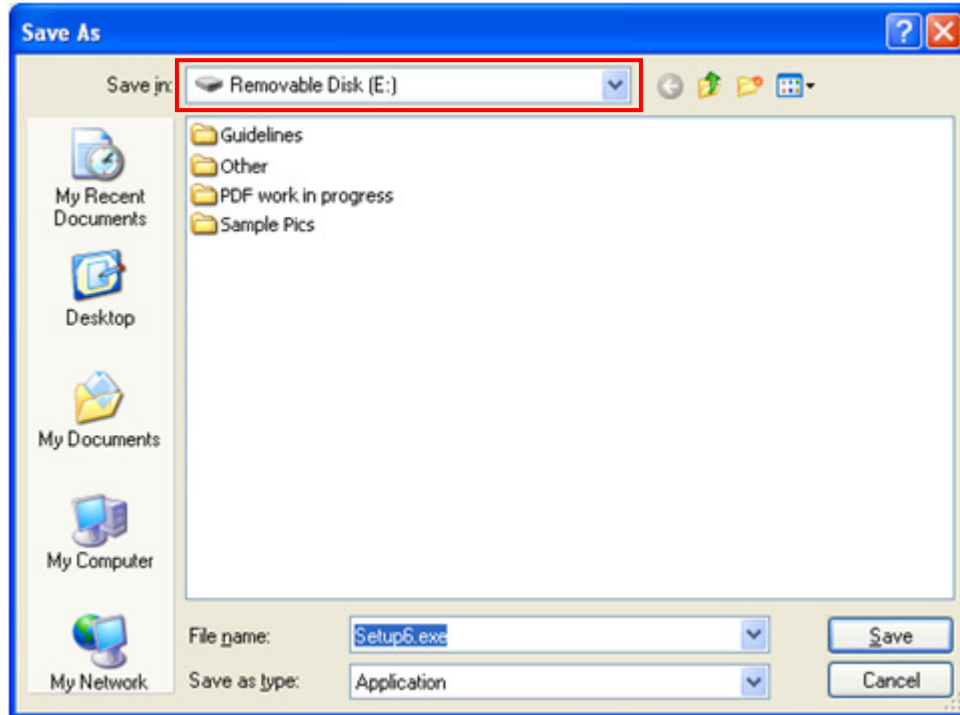 Save As
Save in:
Removable Disk (E:)
Guidelines
Other
PDF work in progress
Sample Pics
My Recent
Documents
Desktop
My Documents
My Computer
My Network
File name:
Setup6.exe
Save
Save as type:
Application
Cancel